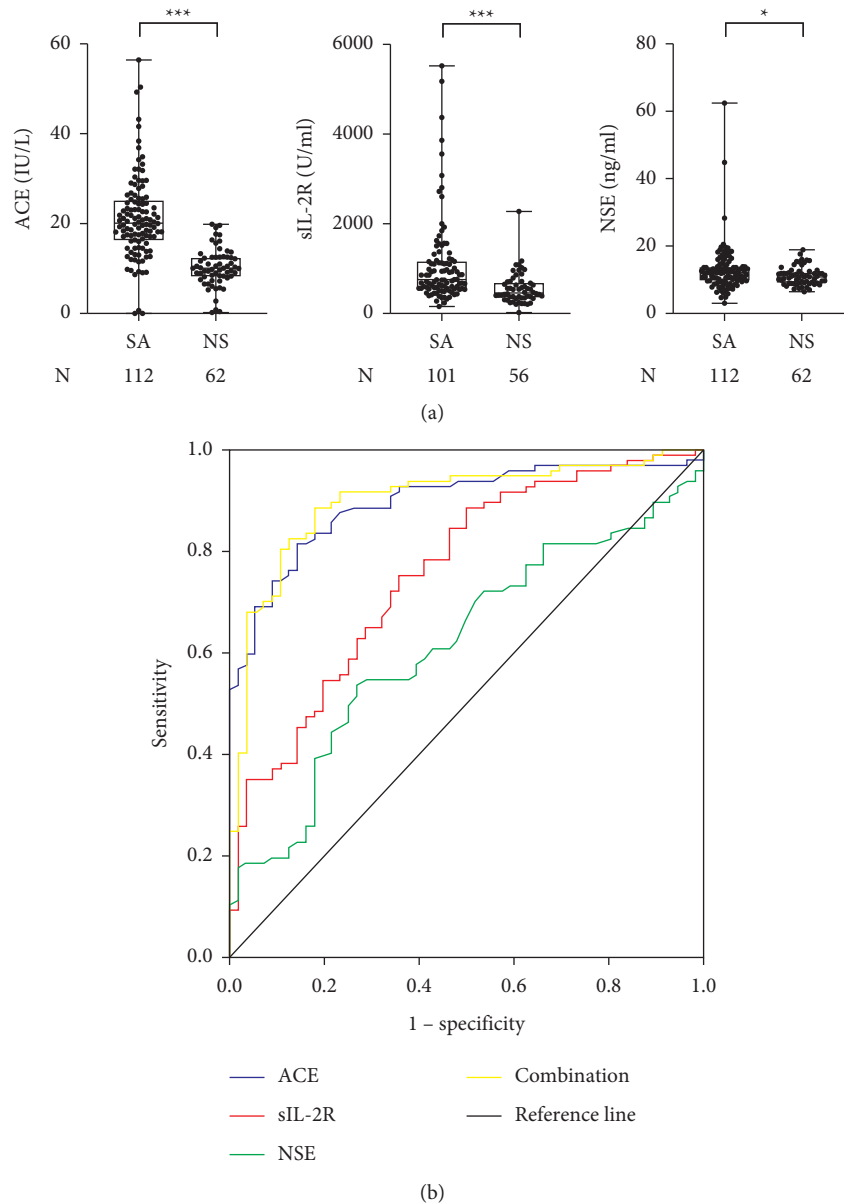 *** *** *
60 6000 80
40 4000 60
20 2000 40
0 0 20
0
ACE (IU/L)
sIL-2R (U/ml)
NSE (ng/ml)
SA NS SA NS SA NS
N 112 62 N 101 56 N 112 62
(a)
1.0
0.8
0.6
0.4
0.2
0.0
Sensitivity
0.0 0.2 0.4 0.6 0.8 1.0
1 – specificity
ACE Combination
sIL-2R Reference line
NSE
(b)